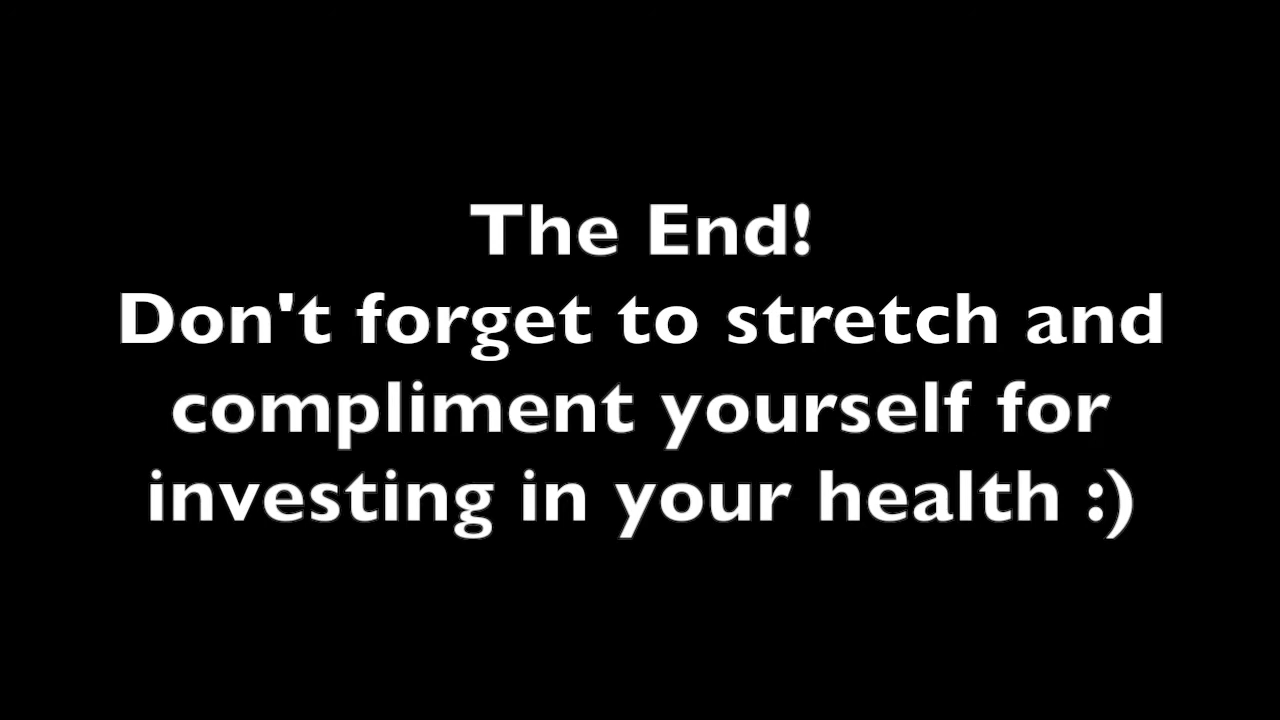 The End!
Don't forget to stretch and
compliment yourself for
investing in your health :)